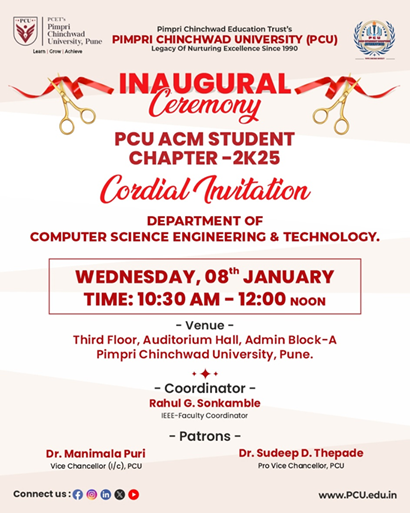 PCU
PCET's
Pimpri
Chinchwad
University, Pune
Learn | Grow | Achieve
Pimpri Chinchwad Education Trust's
PIMPRI CHINCHWAD UNIVERSITY (PCU)
Legacy Of Nurturing Excellence Since 1990
PCU
INAUGURAL
Ceremony
PCU ACM STUDENT
CHAPTER -2K25
Cordial Invitation
DEPARTMENT OF
COMPUTER SCIENCE ENGINEERING & TECHNOLOGY.
WEDNESDAY, 08th JANUARY
TIME: 10:30 AM - 12:00 NOON
- Venue -
Third Floor, Auditorium Hall, Admin Block-A
Pimpri Chinchwad University, Pune.
- Coordinator -
Rahul G. Sonkamble
IEEE-Faculty Coordinator
- Patrons -
Dr. Manimala Puri
Vice Chancellor (I/c), PCU
Dr. Sudeep D. Thepade
Pro Vice Chancellor, PCU
Connect us :
www.PCU.edu.in